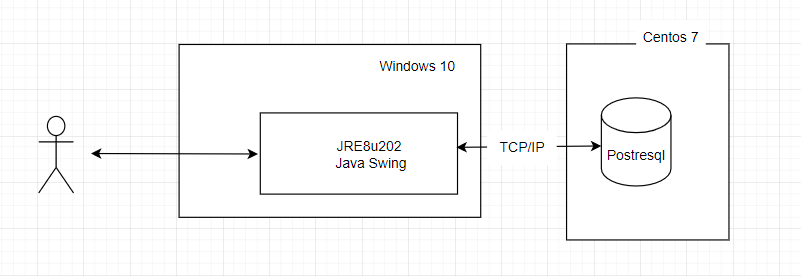 Centos 7
Windows 10
JRE8u202
Java Swing
TCP/IP
Postresql